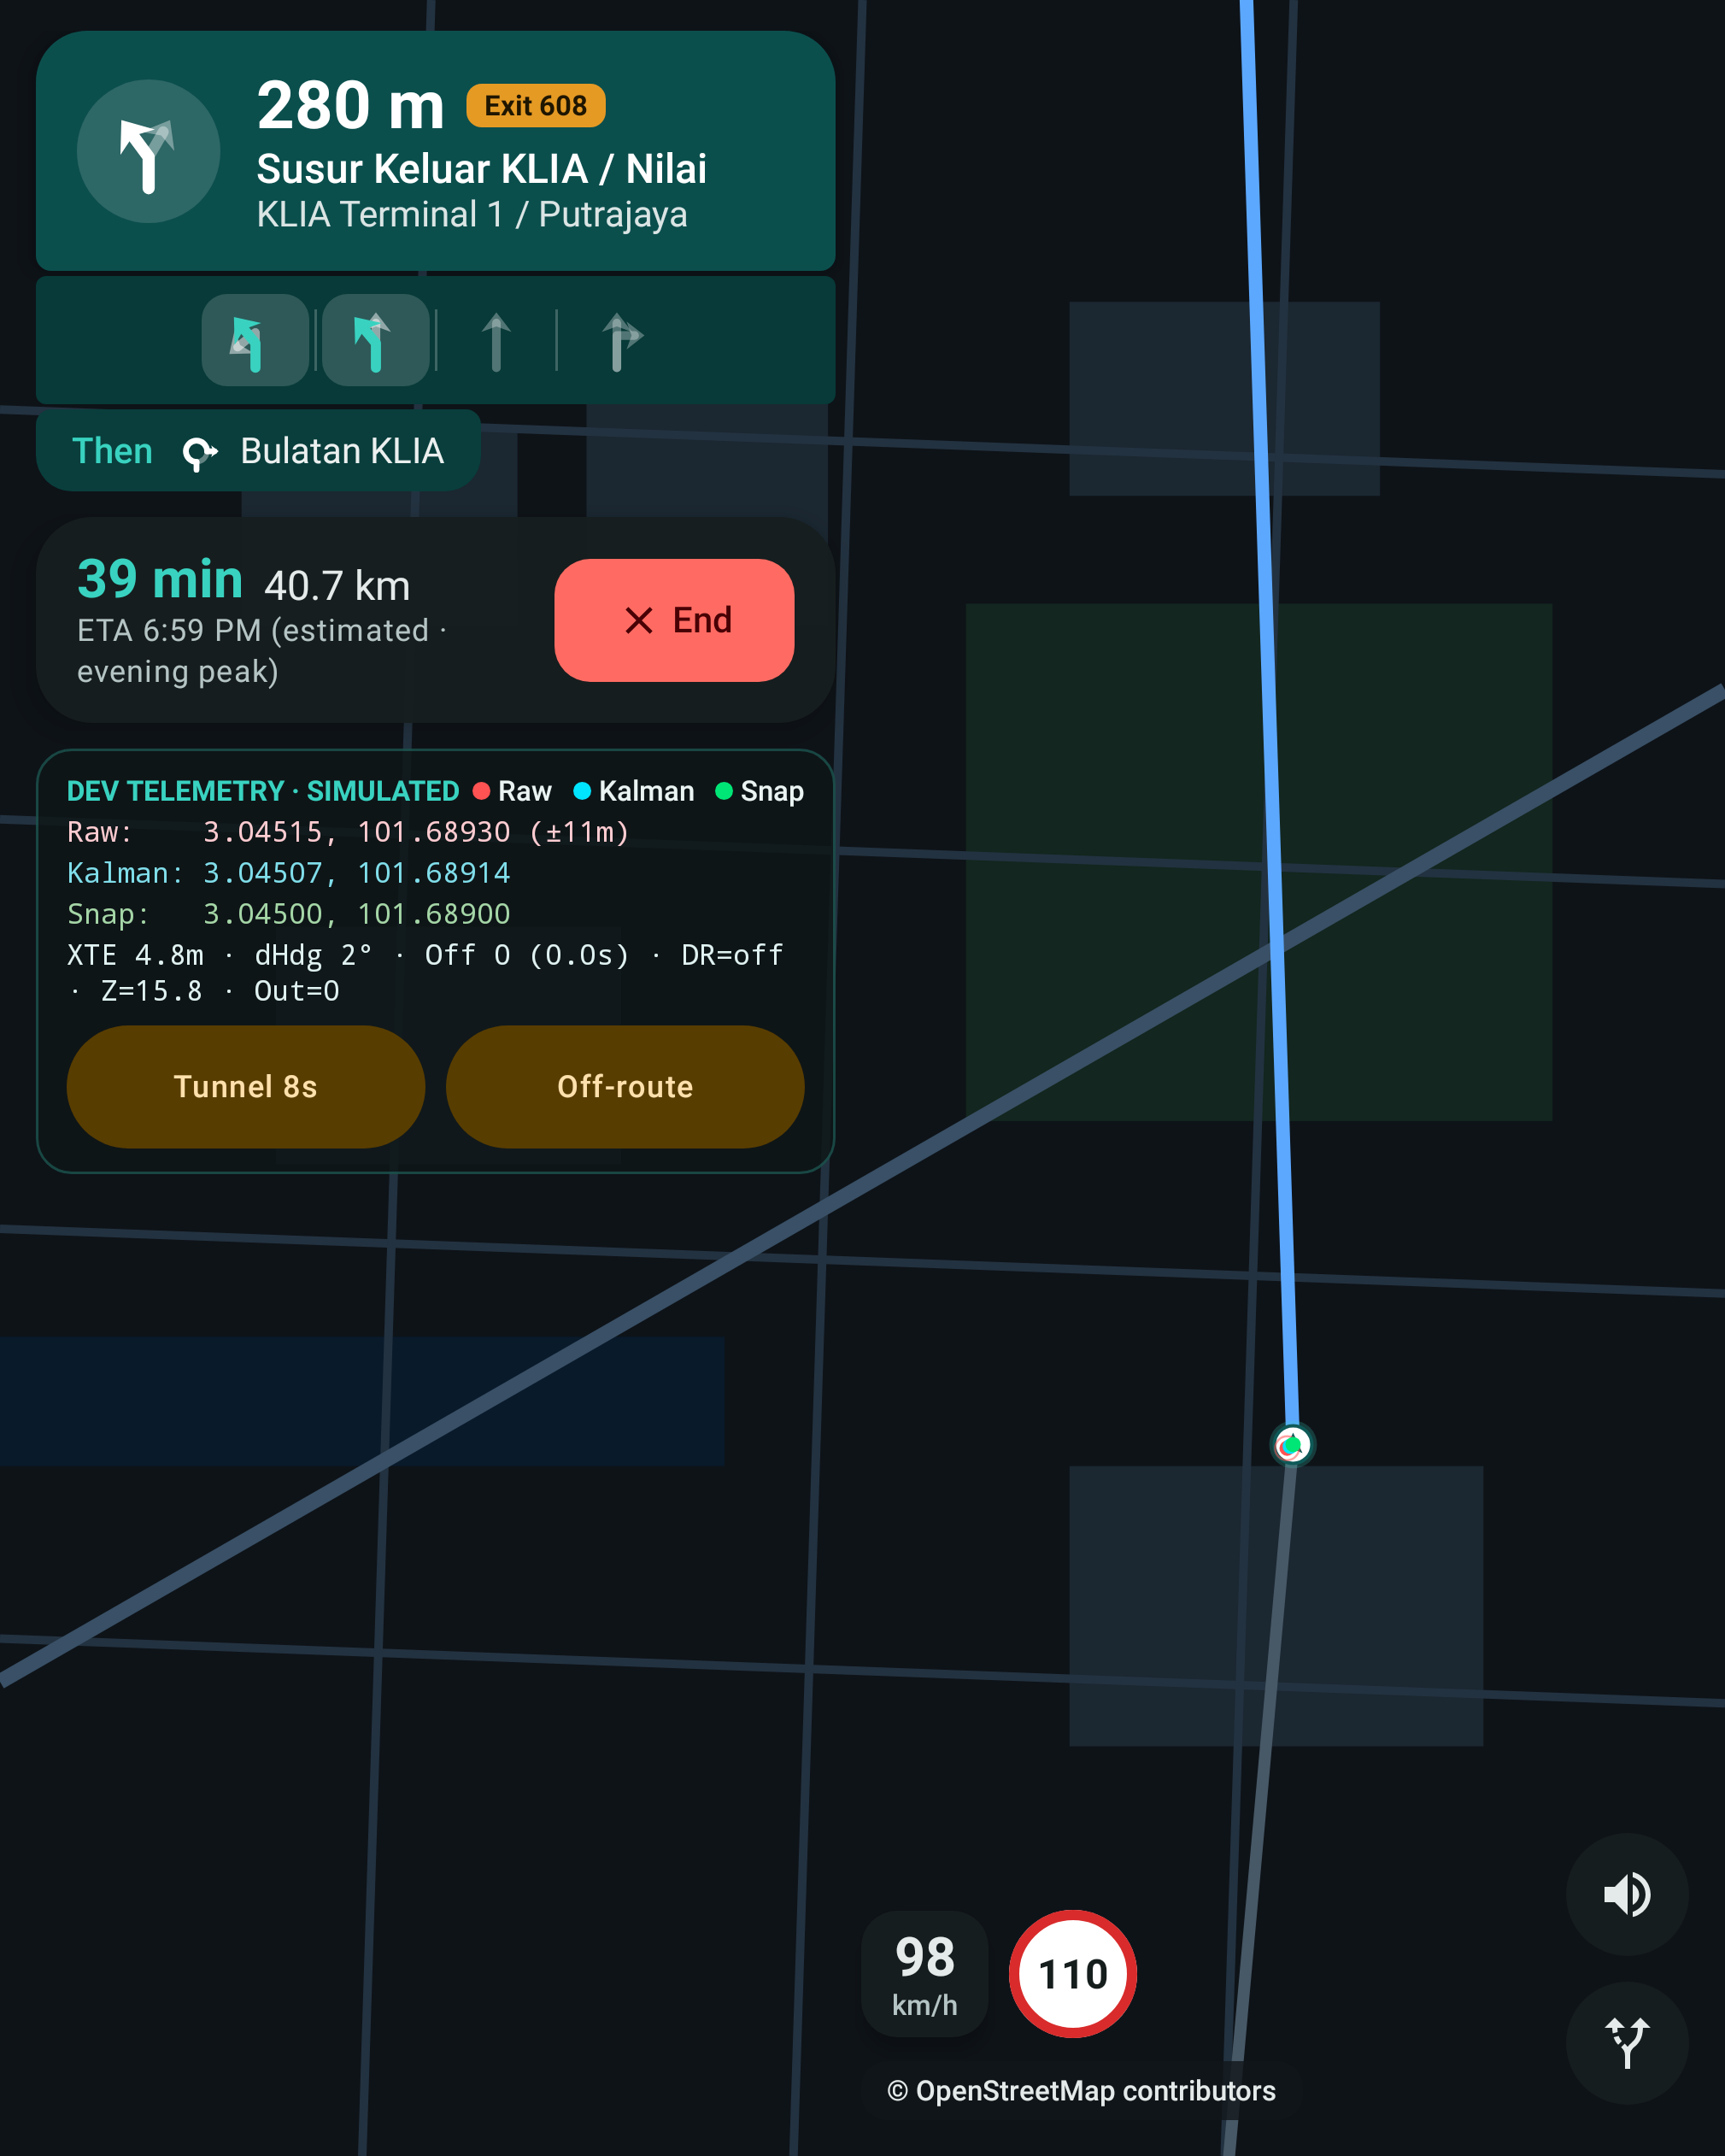 280 m Exit 608
Susur Keluar KLIA / Nilai
KLIA Terminal 1 / Putrajaya
Then Bulatan KLIA
39 min 40.7 km
ETA 6:59 PM (estimated ·
evening peak)
End
DEV TELEMETRY · SIMULATED Raw Kalman Snap
Raw: 3.04515, 101.68930 (±11m)
Kalman: 3.04507, 101.68914
Snap: 3.04500, 101.68900
XTE 4.8m · dHdg 2° · Off 0 (0.0s) · DR=off
· Z=15.8 · Out=0
Tunnel 8s
Off-route
98
km/h
110
© OpenStreetMap contributors